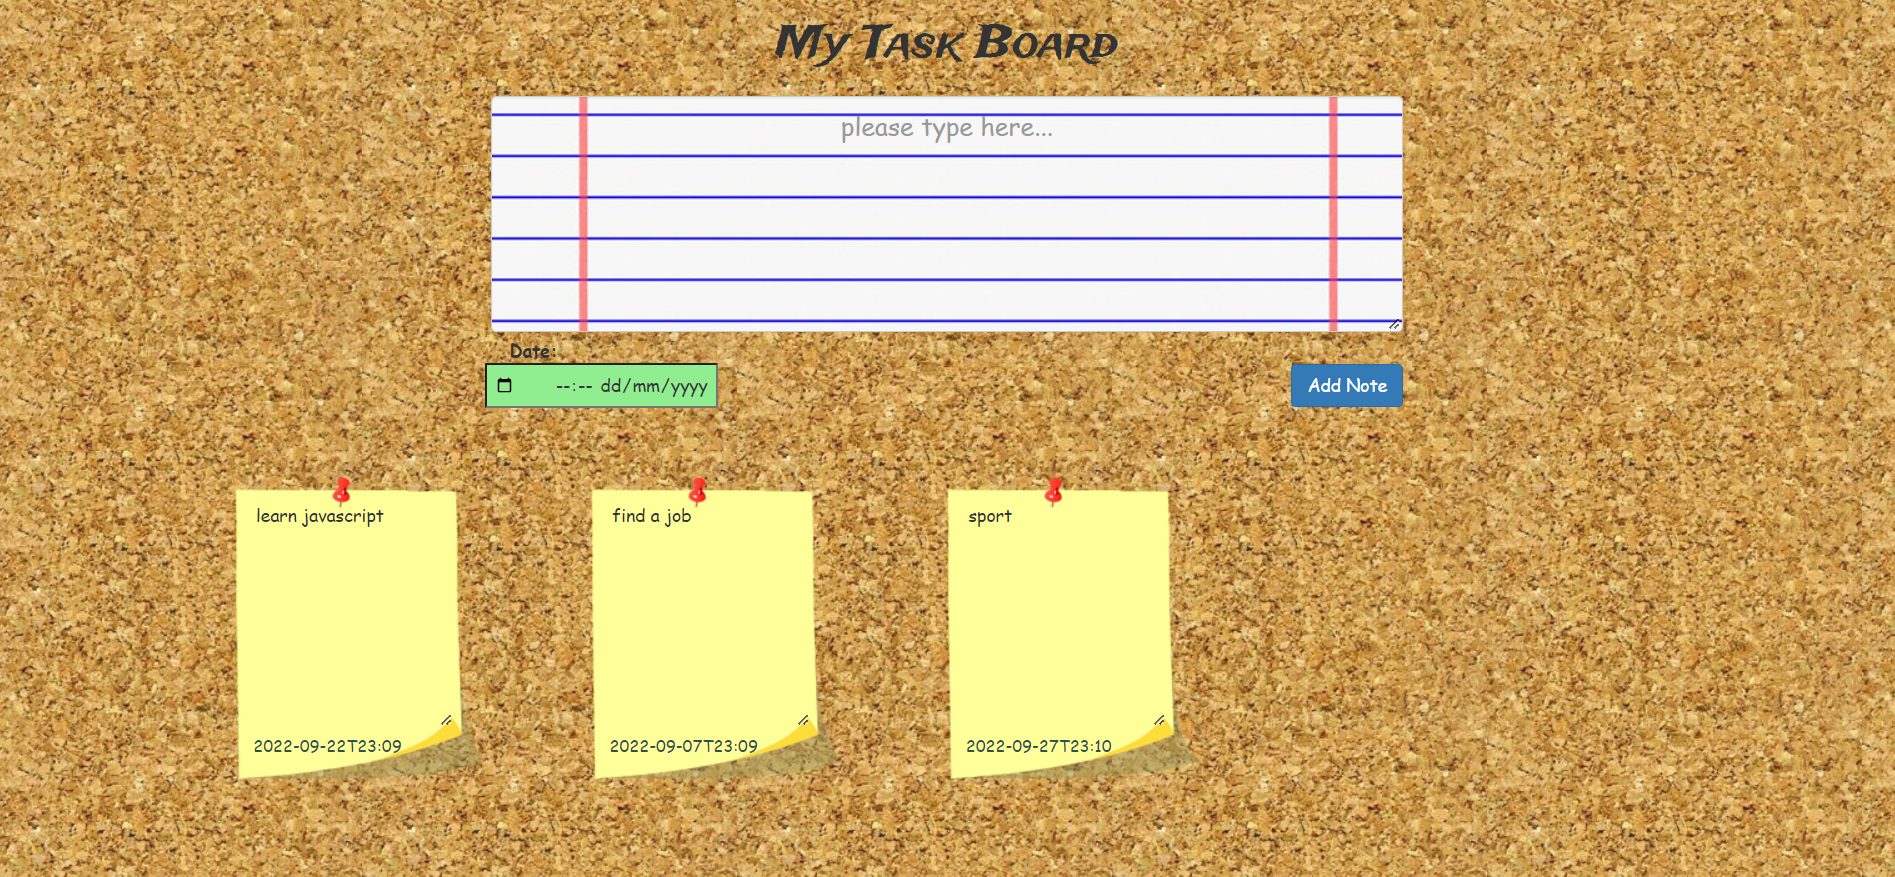 My Task Board
please type here...
Date:
--:-- dd/mm/yyyy
Add Note
learn javascript
2022-09-22T23:09
find a job
2022-09-07T23:09
sport
2022-09-27T23:10